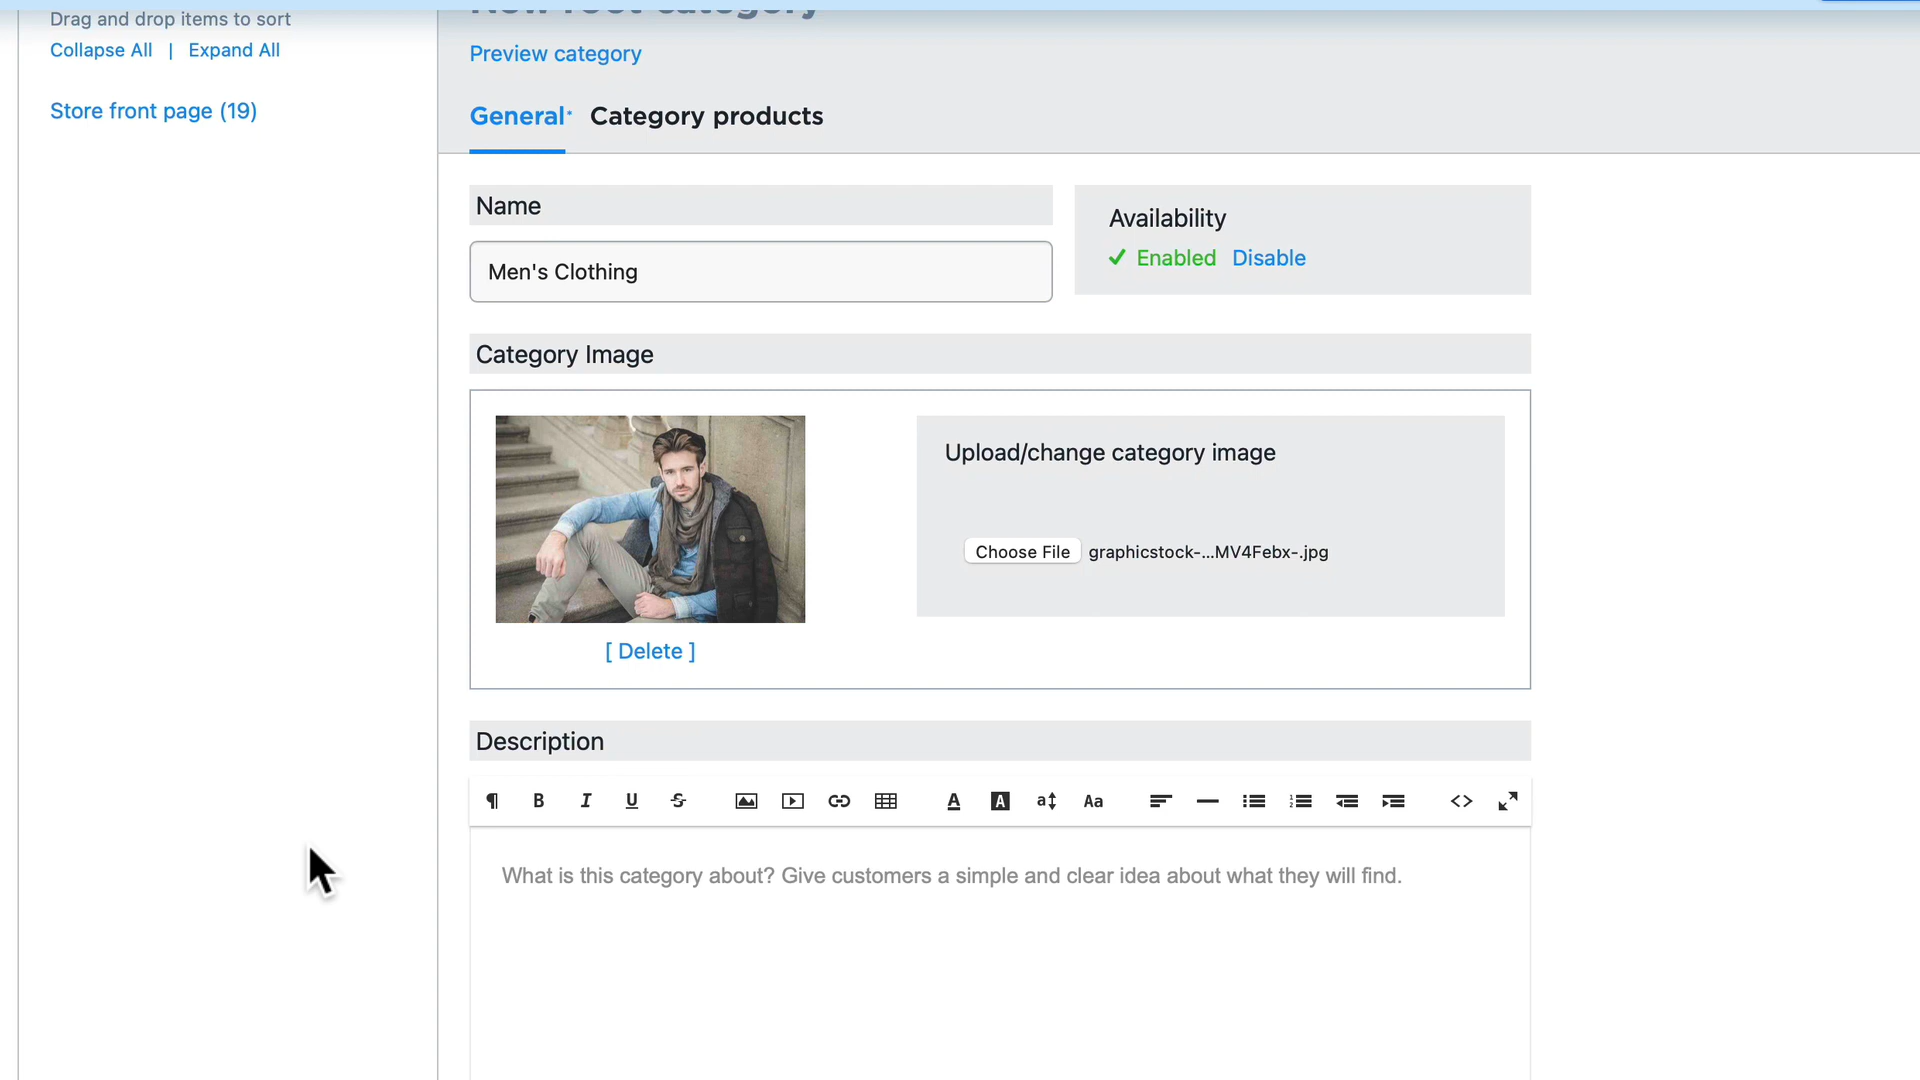 Drag and drop items to sort
Collapse All | Expand All
Store front page (19)
New root category
Preview category
General* Category products
Name
Men's Clothing
Availability
✓ Enabled Disable
Category Image
[ Delete ]
Upload/change category image
Choose File graphicstock-...MV4Febx-.jpg
Description
¶ B I U S A A a Aa <>
What is this category about? Give customers a simple and clear idea about what they will find.